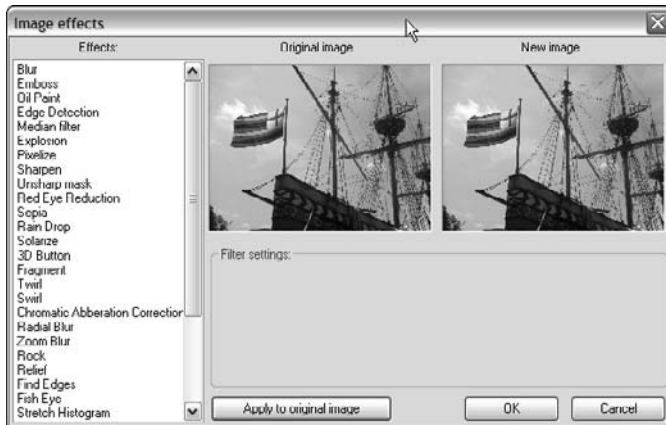 Image effects
Effects:
Original image
New image
Blur
Emboss
Oil Paint
Edge Detection
Median filter
Explosion
Pixelize
Sharpen
Unsharp mask
Red Eye Reduction
Sepia
Rain Drop
Solarize
3D Button
Fragment
Twirl
Swirl
Chromatic Abberation Correction
Radial Blur
Zoom Blur
Rock
Relief
Find Edges
Fish Eye
Stretch Histogram
Filter settings:
Apply to original image
OK
Cancel